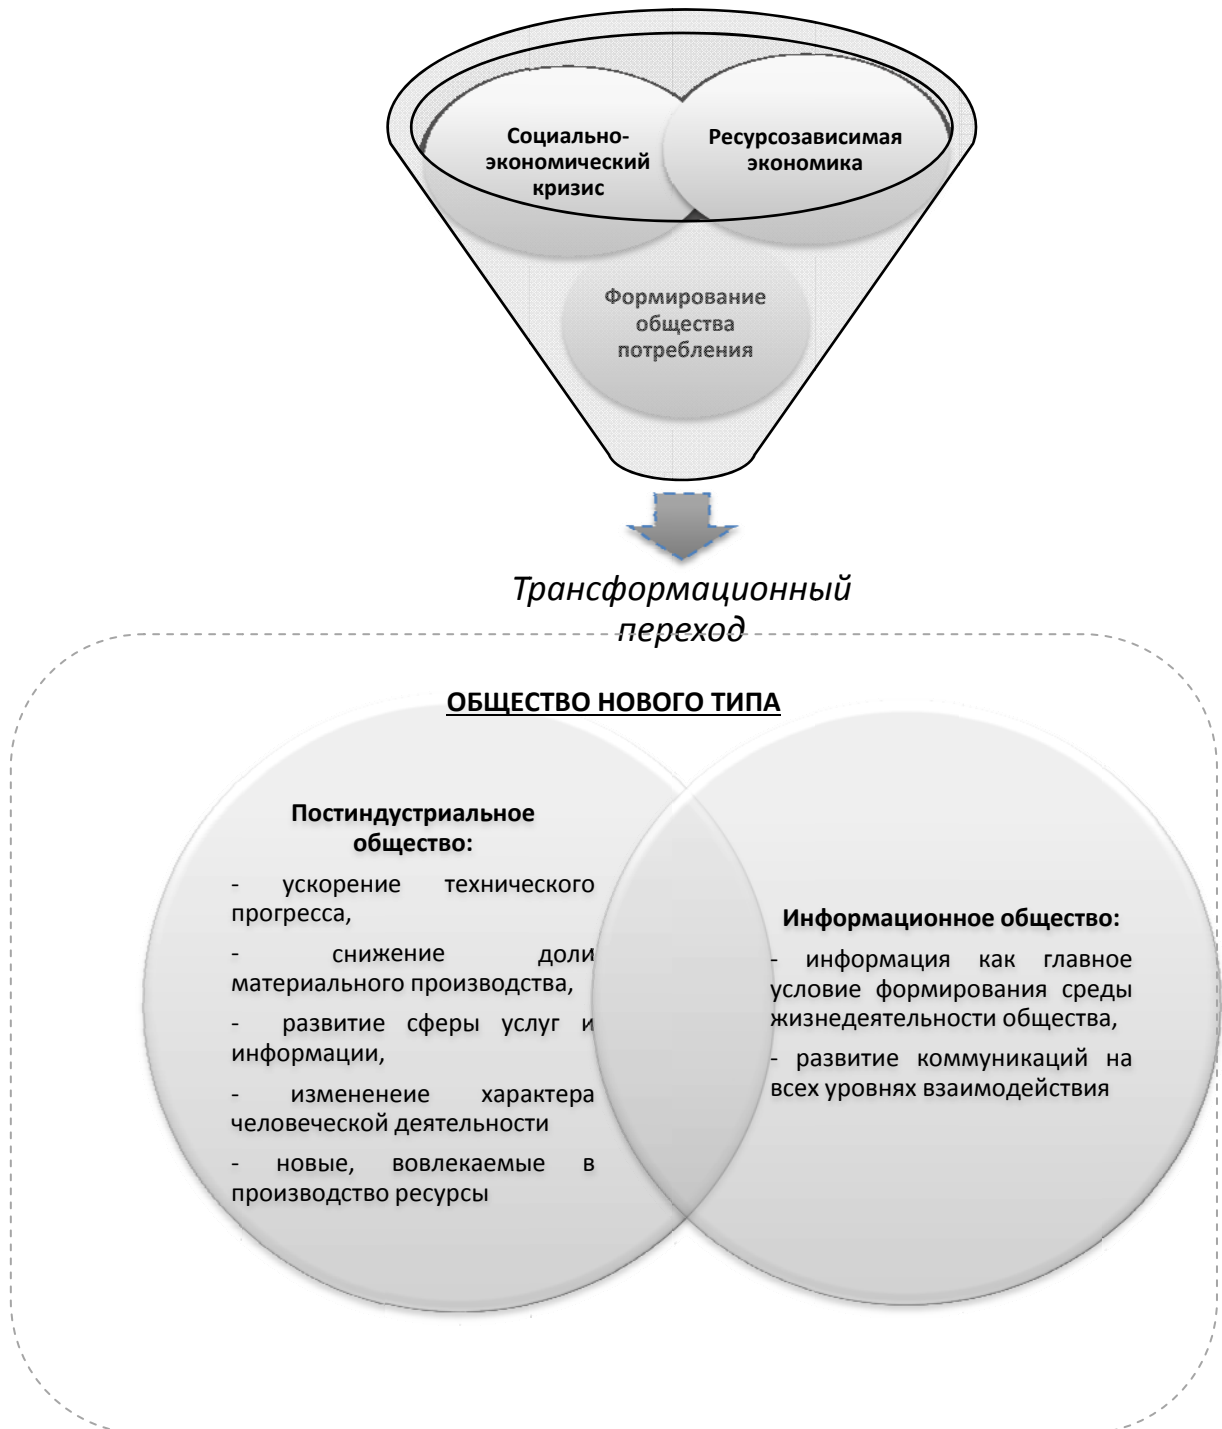 Социально-
экономический
кризис
Ресурсозависимая
экономика
Формирование
общества
потребления
Трансформационный
переход
ОБЩЕСТВО НОВОГО ТИПА
Постиндустриальное
общество:
- ускорение технического
прогресса,
- снижение доли
материального производства,
- развитие сферы услуг и
информации,
- измененеие характера
человеческой деятельности
- новые, вовлекаемые в
производство ресурсы
Информационное общество:
- информация как главное
условие формирования среды
жизнедеятельности общества,
- развитие коммуникаций на
всех уровнях взаимодействия